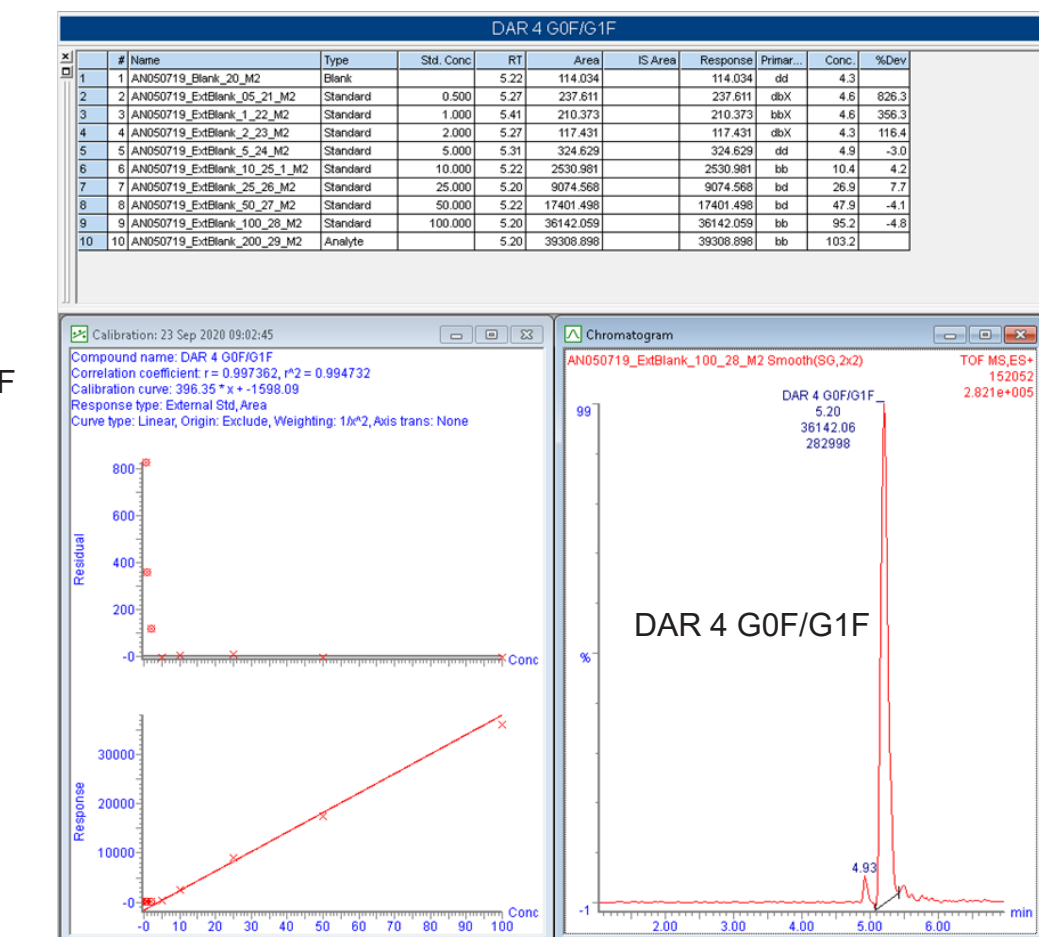 DAR 4 G0F/G1F
# Name Type Std. Conc RT Area IS Area Response Primar... Conc. %Dev
1 1 AN050719_Blank_20_M2 Blank 5.22 114.034 114.034 dd 4.3
2 2 AN050719_ExtBlank_05_21_M2 Standard 0.500 5.27 237.611 237.611 dbX 4.6 826.3
3 3 AN050719_ExtBlank_1_22_M2 Standard 1.000 5.41 210.373 210.373 bbX 4.6 356.3
4 4 AN050719_ExtBlank_2_23_M2 Standard 2.000 5.27 117.431 117.431 dbX 4.3 116.4
5 5 AN050719_ExtBlank_5_24_M2 Standard 5.000 5.31 324.629 324.629 dd 4.9 -3.0
6 6 AN050719_ExtBlank_10_25_1_M2 Standard 10.000 5.22 2530.981 2530.981 bb 10.4 4.2
7 7 AN050719_ExtBlank_25_26_M2 Standard 25.000 5.20 9074.568 9074.568 bd 26.9 7.7
8 8 AN050719_ExtBlank_50_27_M2 Standard 50.000 5.22 17401.498 17401.498 bd 47.9 -4.1
9 9 AN050719_ExtBlank_100_28_M2 Standard 100.000 5.20 36142.059 36142.059 bb 95.2 -4.8
10 10 AN050719_ExtBlank_200_29_M2 Analyte 5.20 39308.898 39308.898 bb 103.2
F
Calibration: 23 Sep 2020 09:02:45
Compound name: DAR 4 G0F/G1F
Correlation coefficient: r = 0.997362, r^2 = 0.994732
Calibration curve: 396.35 * x + -1598.09
Response type: External Std, Area
Curve type: Linear, Origin: Exclude, Weighting: 1/x^2, Axis trans: None
800
600
Residual
400
200
-0
Conc
30000
20000
Response
10000
-0
Conc
-0 10 20 30 40 50 60 70 80 90 100
Chromatogram
AN050719_ExtBlank_100_28_M2 Smooth(SG,2x2)
TOF MS,ES+
152052
2.821e+005
DAR 4 G0F/G1F
5.20
36142.06
282998
99
DAR 4 G0F/G1F
%
4.93
-1
min
2.00 3.00 4.00 5.00 6.00